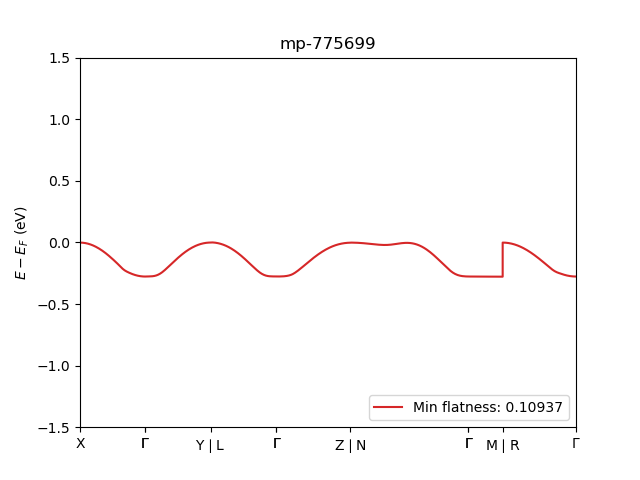 mp-775699
E − E_F (eV)
1.5
1.0
0.5
0.0
−0.5
−1.0
−1.5
Min flatness: 0.10937
X Γ Y | L Γ Z | N Γ M | R Γ